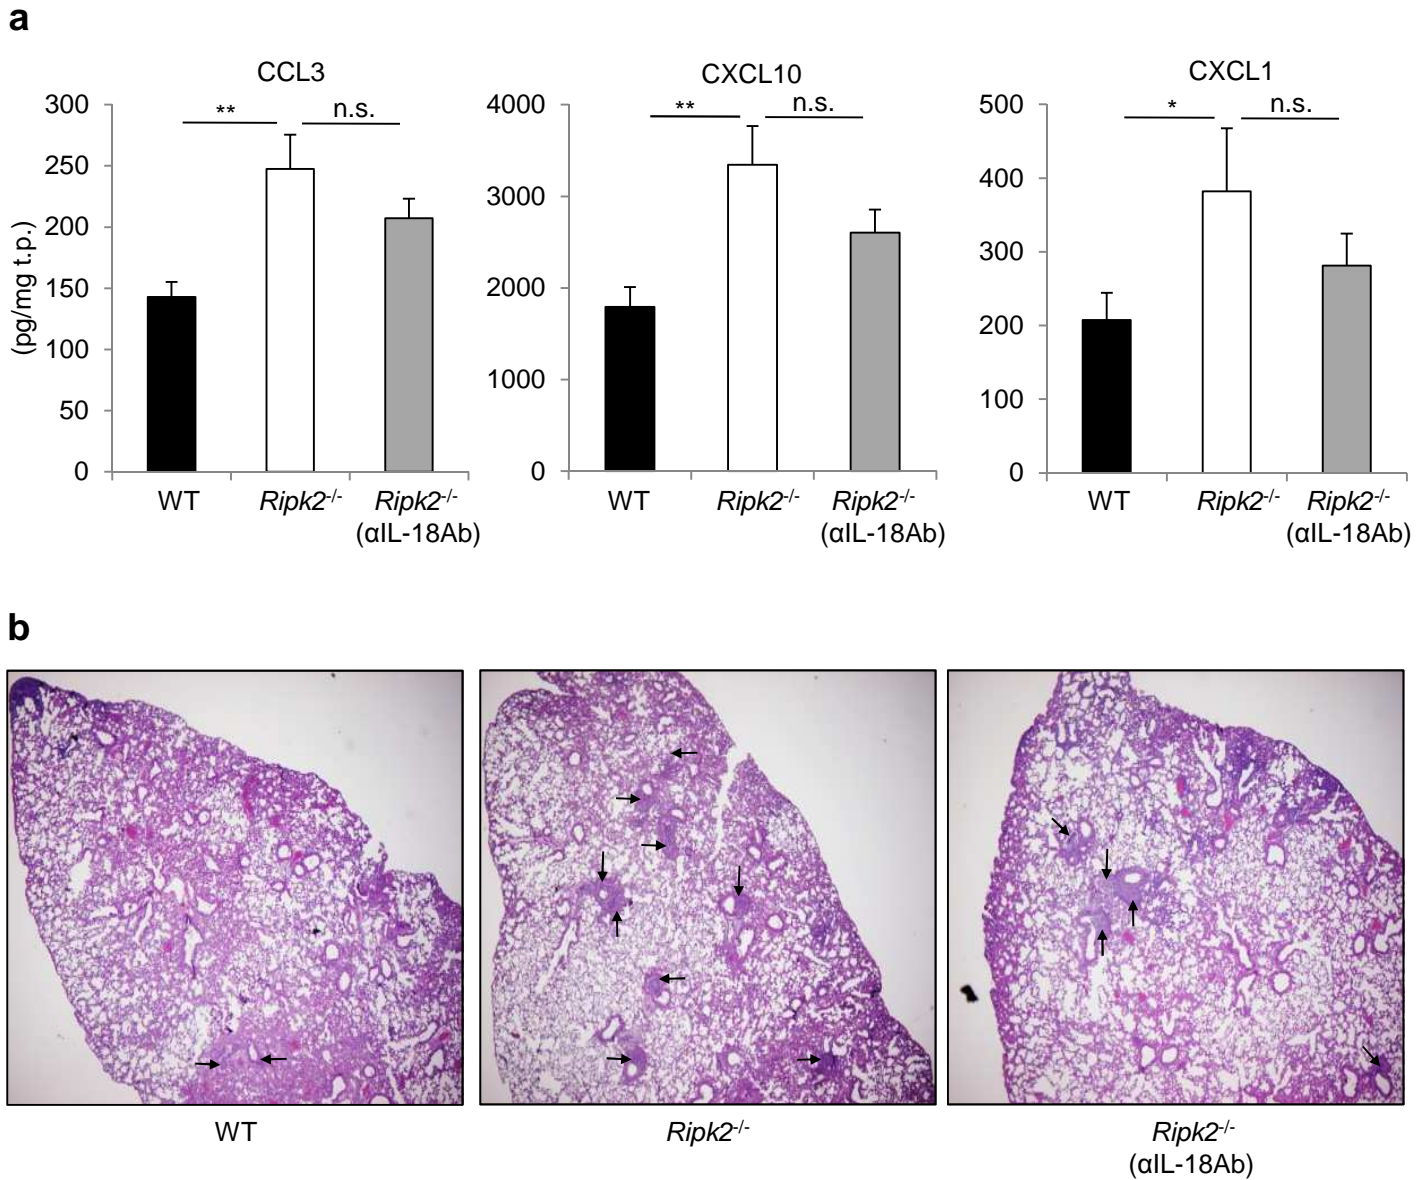 a
CCL3
CXCL10
CXCL1
(pg/mg t.p.)
300
250
200
150
100
50
0
** n.s.
WT Ripk2-/- Ripk2-/-
(αIL-18Ab)
4000
3000
2000
1000
0
** n.s.
WT Ripk2-/- Ripk2-/-
(αIL-18Ab)
500
400
300
200
100
0
* n.s.
WT Ripk2-/- Ripk2-/-
(αIL-18Ab)
b
WT
Ripk2-/-
Ripk2-/-
(αIL-18Ab)